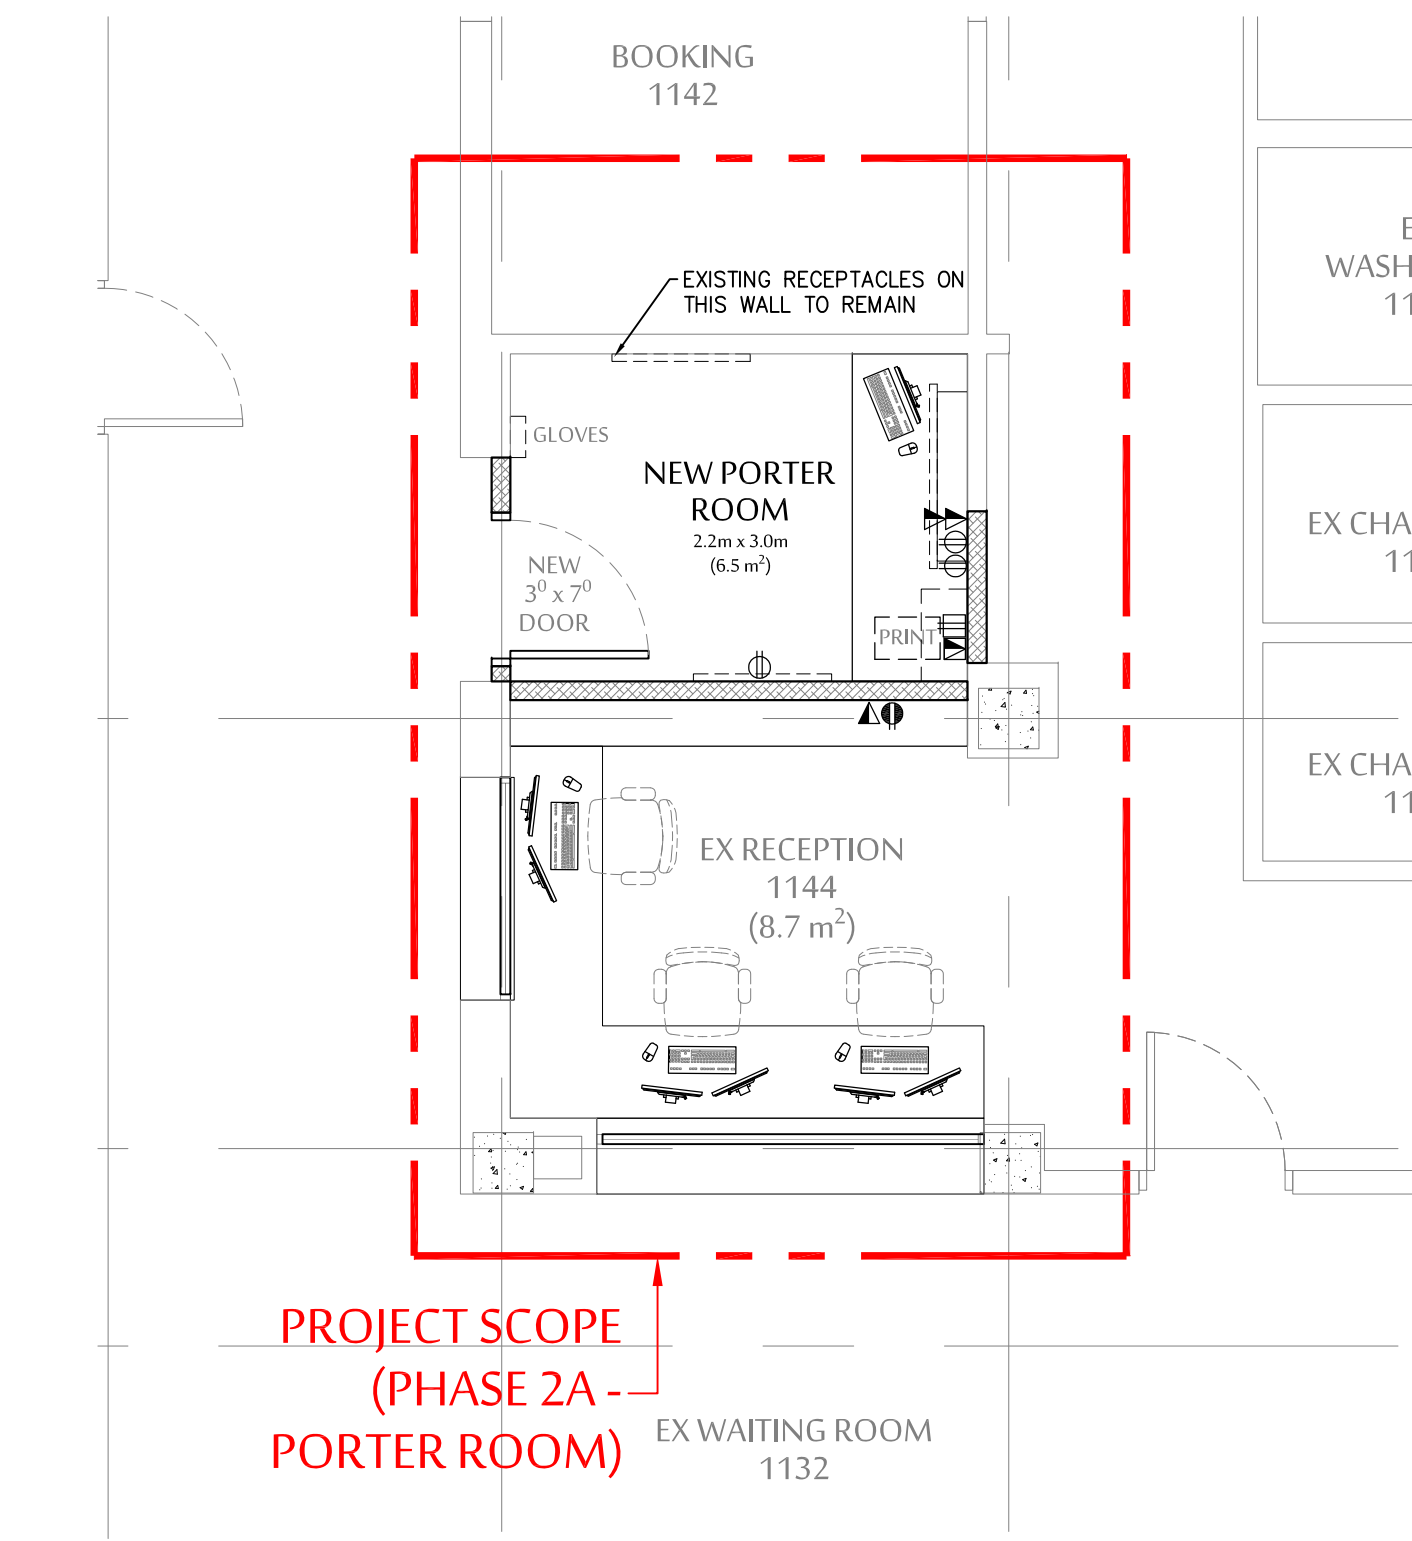 BOOKING
1142
EXISTING RECEPTACLES ON
THIS WALL TO REMAIN
WASH
GLOVES
NEW PORTER
ROOM
2.2m x 3.0m
(6.5 m²)
NEW
3⁰ x 7⁰
DOOR
PRINT
EX CHA
11
EX CHA
11
EX RECEPTION
1144
(8.7 m²)
PROJECT SCOPE
(PHASE 2A -
PORTER ROOM)
EX WAITING ROOM
1132